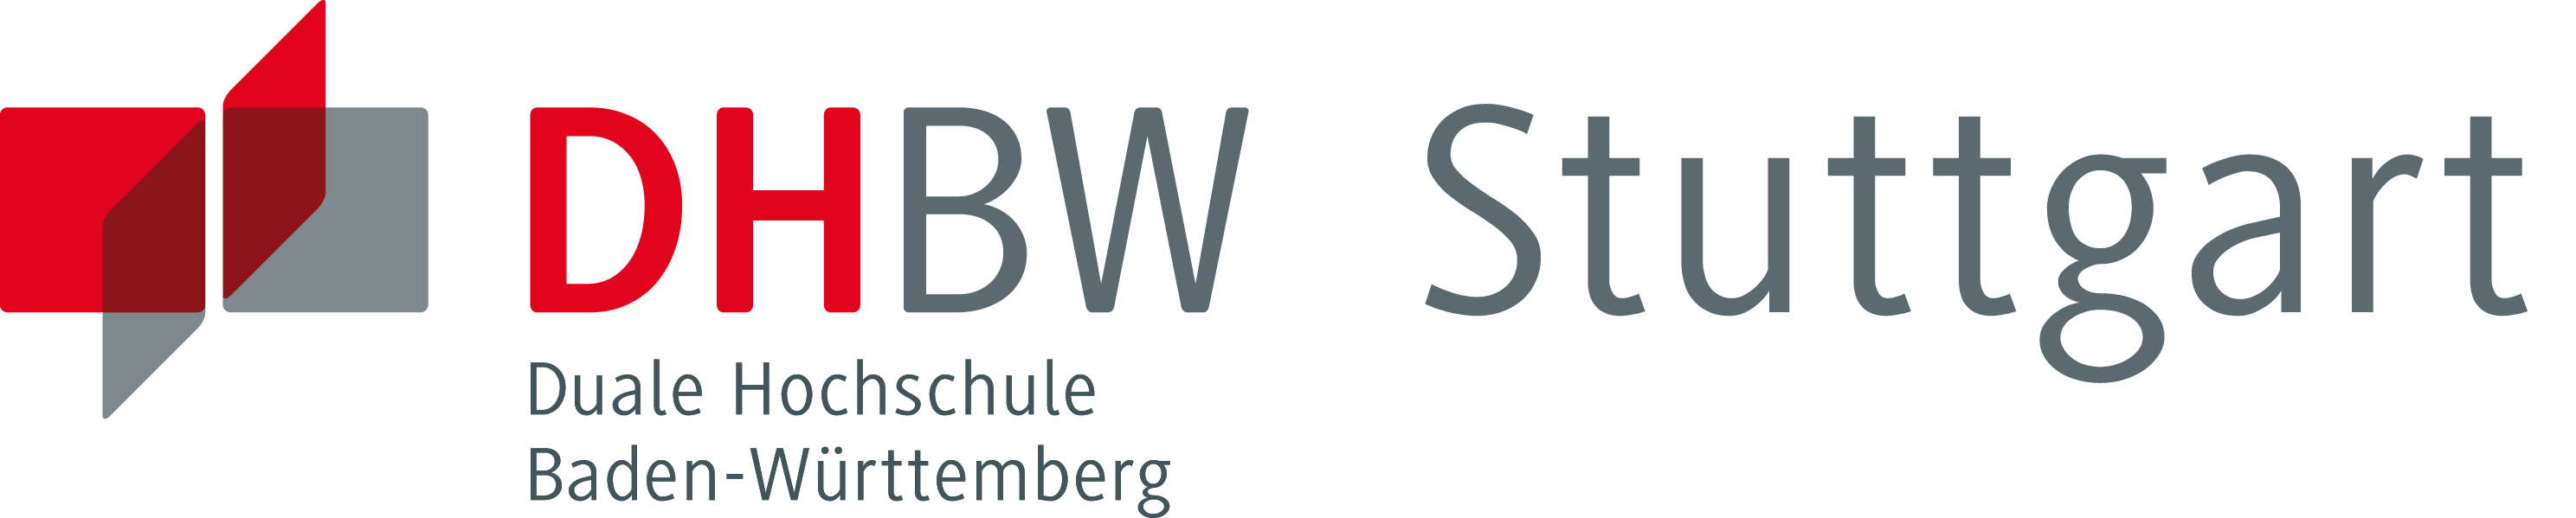 DHBW Stuttgart
Duale Hochschule
Baden-Württemberg